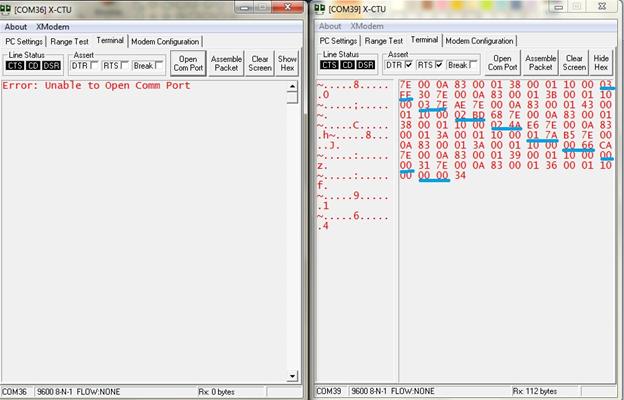 [COM36] X-CTU
About XModem
PC Settings Range Test Terminal Modem Configuration
Line Status
CTS CD DSR
Assert
DTR RTS Break
Open Com Port
Assemble Packet
Clear Screen
Show Hex
Error: Unable to Open Comm Port
COM36 9600 8-N-1 FLOW:NONE Rx: 0 bytes
[COM39] X-CTU
About XModem
PC Settings Range Test Terminal Modem Configuration
Line Status
CTS CD DSR
Assert
DTR RTS Break
Open Com Port
Assemble Packet
Clear Screen
Hide Hex
~.....8..... 7E 00 0A 83 00 01 38 00 01 10 00 03
.0 FF 30 7E 00 0A 83 00 01 3B 00 01 10
~.....;..... 00 03 7F AE 7E 00 0A 83 00 01 43 00
~. 01 10 00 02 BD 68 7E 00 0A 83 00 01
.....C..... 38 00 01 10 00 02 4A E6 7E 00 0A 83
.h~.....8... 00 01 3A 00 01 10 00 01 7A B5 7E 00
..J. 0A 83 00 01 3A 00 01 10 00 00 66 CA
~.....:..... 7E 00 0A 83 00 01 39 00 01 10 00 00
z. 00 31 7E 00 0A 83 00 01 36 00 01 10
~.....:..... 00 00 00 34
f.
~.....9.....
.1
~.....6.....
.4
COM39 9600 8-N-1 FLOW:NONE Rx: 112 bytes